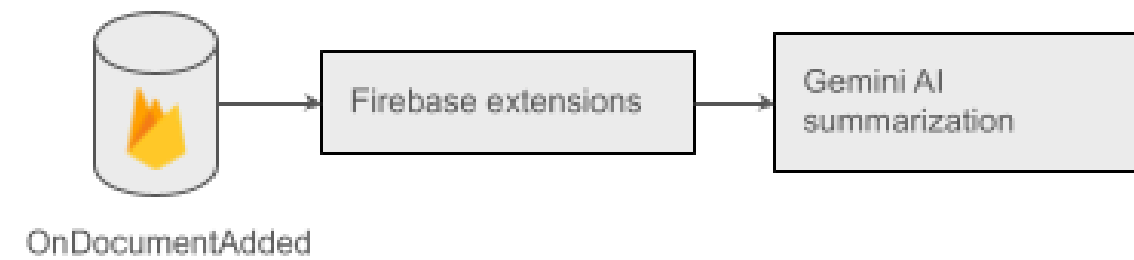 Firebase extensions
Gemini AI
summarization
OnDocumentAdded